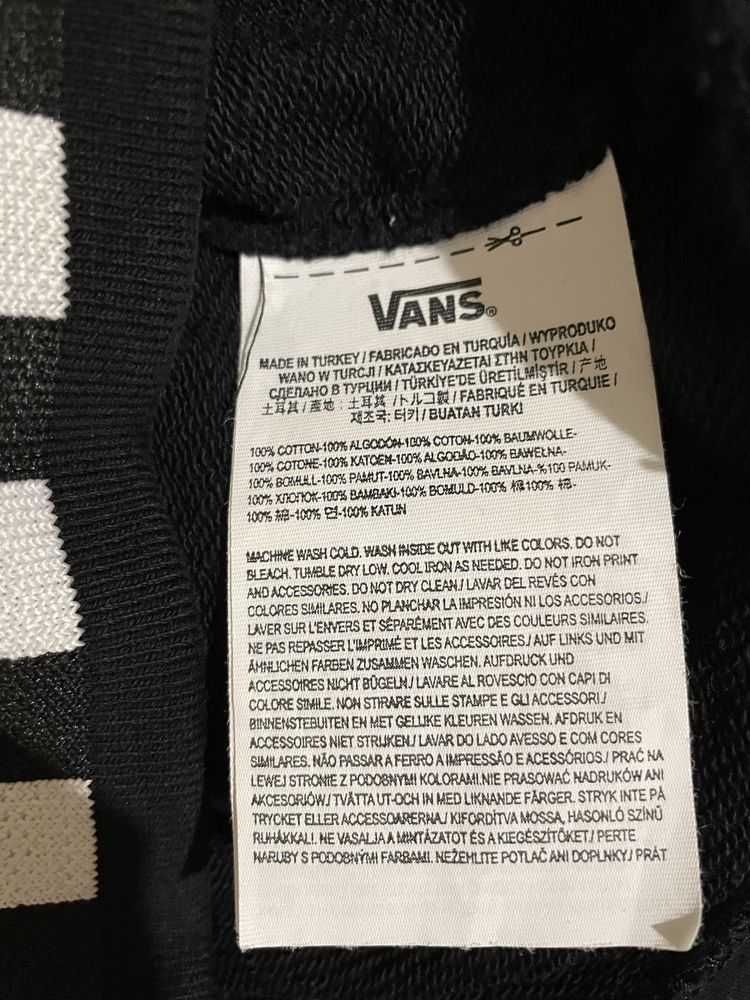 VANS®
MADE IN TURKEY / FABRICADO EN TURQUÍA / WYPRODUKO
WANO W TURCJI / ΚΑΤΑΣΚΕΥΑΖΕΤΑΙ ΣΤΗΝ ΤΟΥΡΚΙΑ /
СДЕЛАНО В ТУРЦИИ / TÜRKİYE'DE ÜRETİLMİŞTİR / 产地
土耳其 / 產地 : 土耳其 / トルコ製 / FABRIQUÉ EN TURQUIE /
제조국: 터키 / BUATAN TURKI
100% COTTON-100% ALGODÓN-100% COTON-100% BAUMWOLLE-
100% COTONE-100% KATOEN-100% ALGODÃO-100% BAWEŁNA-
100% BOMULL-100% PAMUT-100% BAVLNA-100% BAVLNA-%100 PAMUK-
100% ХЛОПОК-100% ΒΑΜΒΑΚΙ-100% BOMULD-100% 棉100% 棉-
100% 綿-100% 면-100% KATUN
MACHINE WASH COLD. WASH INSIDE OUT WITH LIKE COLORS. DO NOT
BLEACH. TUMBLE DRY LOW. COOL IRON AS NEEDED. DO NOT IRON PRINT
AND ACCESSORIES. DO NOT DRY CLEAN./ LAVAR DEL REVÉS CON
COLORES SIMILARES. NO PLANCHAR LA IMPRESIÓN NI LOS ACCESORIOS./
LAVER SUR L'ENVERS ET SÉPARÉMENT AVEC DES COULEURS SIMILAIRES.
NE PAS REPASSER L'IMPRIMÉ ET LES ACCESSOIRES./ AUF LINKS UND MIT
ÄHNLICHEN FARBEN ZUSAMMEN WASCHEN. AUFDRUCK UND
ACCESSOIRES NICHT BÜGELN./ LAVARE AL ROVESCIO CON CAPI DI
COLORE SIMILE. NON STIRARE SULLE STAMPE E GLI ACCESSORI./
BINNENSTEBUITEN EN MET GELIJKE KLEUREN WASSEN. AFDRUK EN
ACCESSOIRES NIET STRIJKEN./ LAVAR DO LADO AVESSO E COM CORES
SIMILARES. NÃO PASSAR A FERRO A IMPRESSÃO E ACESSÓRIOS./ PRAĆ NA
LEWEJ STRONIE Z PODOBNYMI KOLORAMI.NIE PRASOWAĆ NADRUKÓW ANI
AKCESORIÓW./ TVÄTTA UT-OCH IN MED LIKNANDE FÄRGER. STRYK INTE PÅ
TRYCKET ELLER ACCESSOARERNA./ KIFORDÍTVA MOSSA, HASONLÓ SZÍNŰ
RUHÁKKAL!. NE VASALJA A MINTÁZATOT ÉS A KIEGÉSZÍTŐKET./ PERTE
NARUBY S PODOBNÝMI FARBAMI. NEŽEHLITE POTLAČ ANI DOPLNKY./ PRÁT